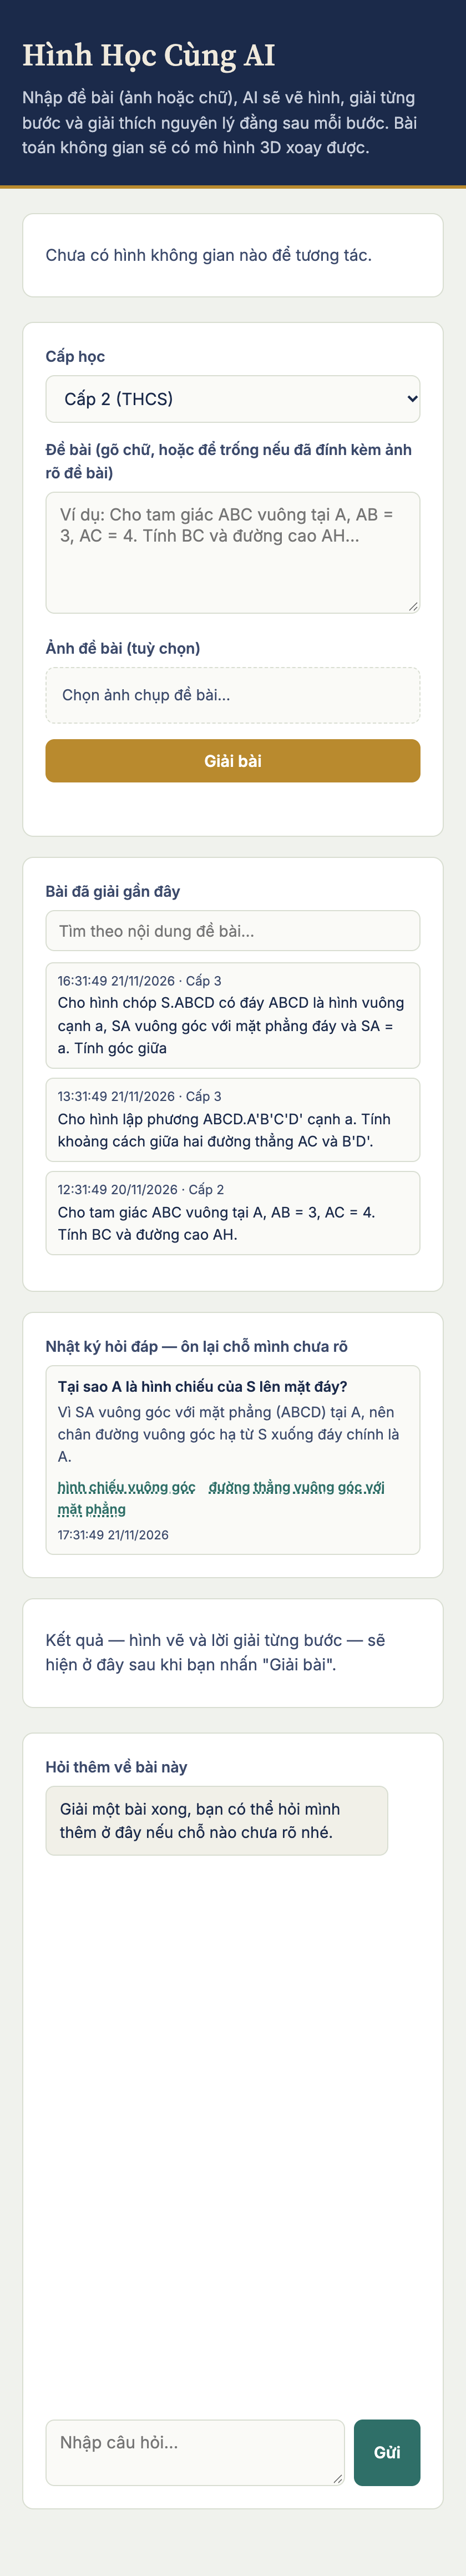 Hình Học Cùng AI
Nhập đề bài (ảnh hoặc chữ), AI sẽ vẽ hình, giải từng
bước và giải thích nguyên lý đằng sau mỗi bước. Bài
toán không gian sẽ có mô hình 3D xoay được.
Chưa có hình không gian nào để tương tác.
Cấp học
Cấp 2 (THCS)
Đề bài (gõ chữ, hoặc để trống nếu đã đính kèm ảnh
rõ đề bài)
Ví dụ: Cho tam giác ABC vuông tại A, AB =
3, AC = 4. Tính BC và đường cao AH...
Ảnh đề bài (tuỳ chọn)
Chọn ảnh chụp đề bài...
Giải bài
Bài đã giải gần đây
Tìm theo nội dung đề bài...
16:31:49 21/11/2026 · Cấp 3
Cho hình chóp S.ABCD có đáy ABCD là hình vuông
cạnh a, SA vuông góc với mặt phẳng đáy và SA =
a. Tính góc giữa
13:31:49 21/11/2026 · Cấp 3
Cho hình lập phương ABCD.A'B'C'D' cạnh a. Tính
khoảng cách giữa hai đường thẳng AC và B'D'.
12:31:49 20/11/2026 · Cấp 2
Cho tam giác ABC vuông tại A, AB = 3, AC = 4.
Tính BC và đường cao AH.
Nhật ký hỏi đáp — ôn lại chỗ mình chưa rõ
Tại sao A là hình chiếu của S lên mặt đáy?
Vì SA vuông góc với mặt phẳng (ABCD) tại A, nên
chân đường vuông góc hạ từ S xuống đáy chính là
A.
hình chiếu vuông góc đường thẳng vuông góc với
mặt phẳng
17:31:49 21/11/2026
Kết quả — hình vẽ và lời giải từng bước — sẽ
hiện ở đây sau khi bạn nhấn "Giải bài".
Hỏi thêm về bài này
Giải một bài xong, bạn có thể hỏi mình
thêm ở đây nếu chỗ nào chưa rõ nhé.
Nhập câu hỏi...
Gửi